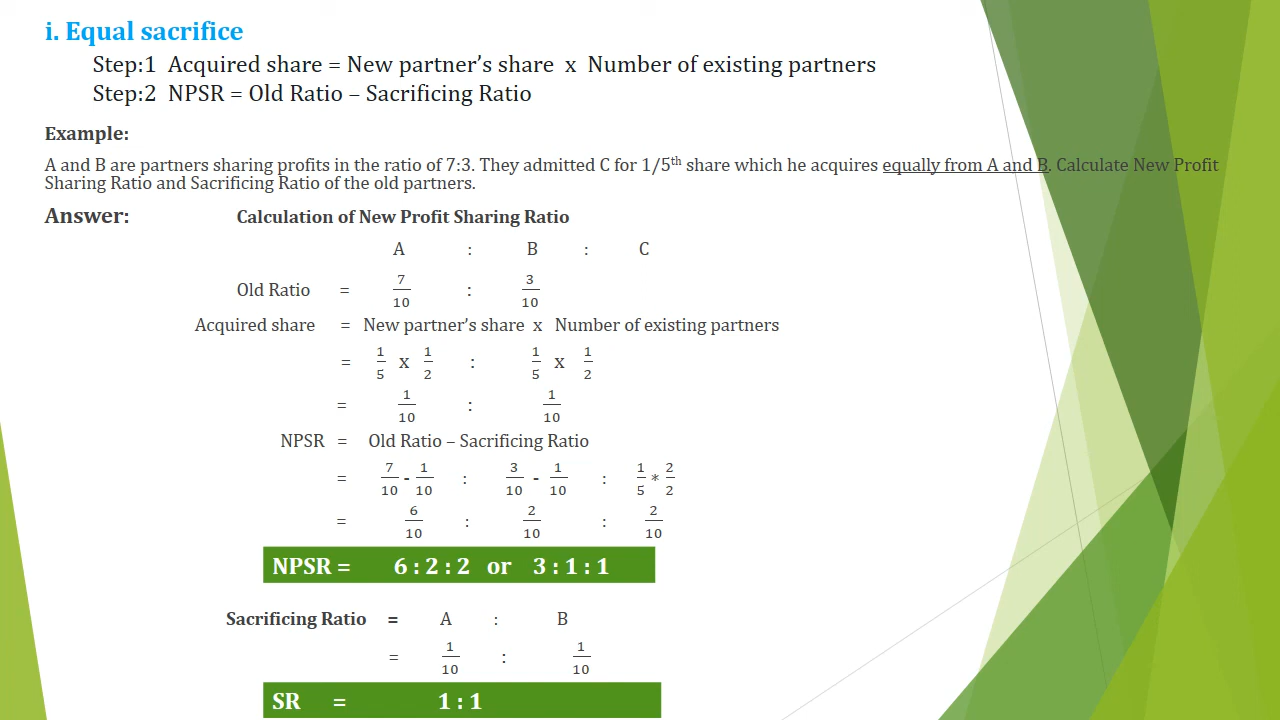 i. Equal sacrifice
Step:1 Acquired share = New partner’s share x Number of existing partners
Step:2 NPSR = Old Ratio – Sacrificing Ratio
Example:
A and B are partners sharing profits in the ratio of 7:3. They admitted C for 1/5th share which he acquires equally from A and B. Calculate New Profit
Sharing Ratio and Sacrificing Ratio of the old partners.
Answer: Calculation of New Profit Sharing Ratio
A : B : C
Old Ratio = 7/10 : 3/10
Acquired share = New partner’s share x Number of existing partners
= 1/5 x 1/2 : 1/5 x 1/2
= 1/10 : 1/10
NPSR = Old Ratio – Sacrificing Ratio
= 7/10 - 1/10 : 3/10 - 1/10 : 1/5 * 2/2
= 6/10 : 2/10 : 2/10
NPSR = 6 : 2 : 2 or 3 : 1 : 1
Sacrificing Ratio = A : B
= 1/10 : 1/10
SR = 1 : 1